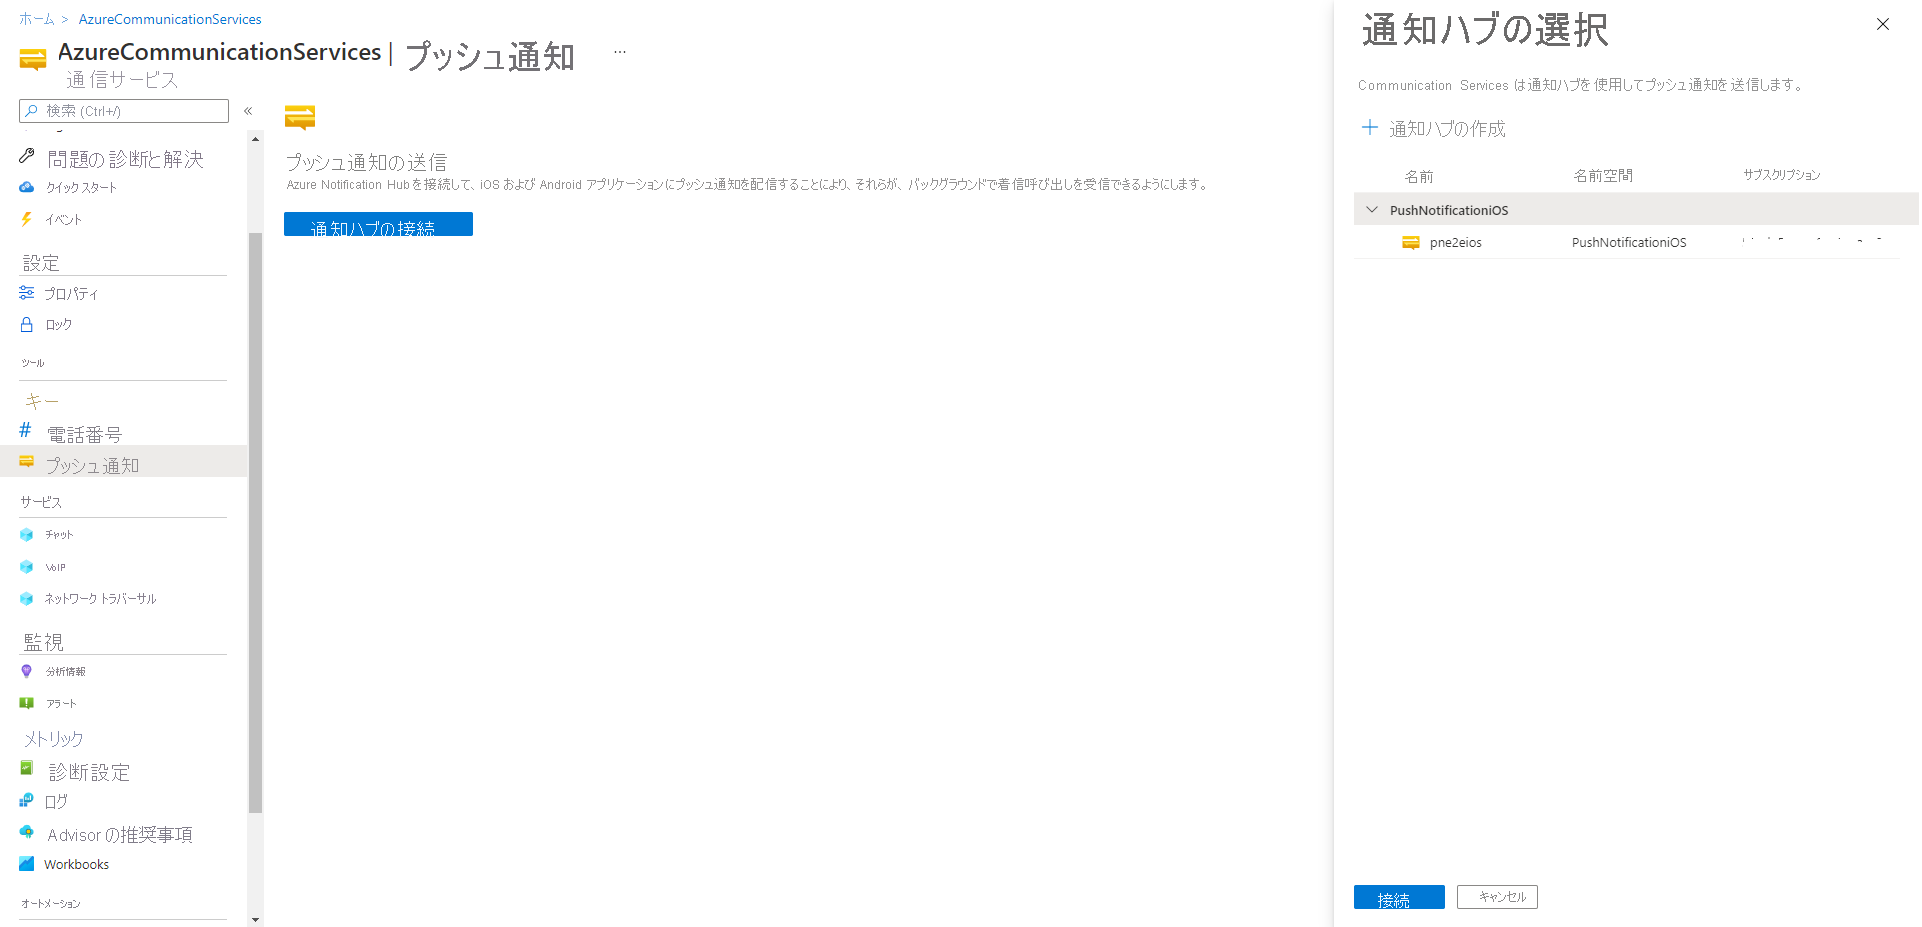 ホーム > AzureCommunicationServices
AzureCommunicationServices | プッシュ通知 ...
通信サービス
検索 (Ctrl+/) «
問題の診断と解決
クイック スタート
イベント
設定
プロパティ
ロック
ツール
キー
# 電話番号
プッシュ通知
サービス
チャット
VoIP
ネットワーク トラバーサル
監視
分析情報
アラート
メトリック
診断設定
ログ
Advisor の推奨事項
Workbooks
オートメーション
プッシュ通知の送信
Azure Notification Hub を接続して、iOS および Android アプリケーションにプッシュ通知を配信することにより、それらが、バックグラウンドで着信呼び出しを受信できるようにします。
通知ハブの接続
通知ハブの選択
Communication Services は通知ハブを使用してプッシュ通知を送信します。
+ 通知ハブの作成
名前 名前空間 サブスクリプション
PushNotificationiOS
pne2eios PushNotificationiOS
接続 キャンセル